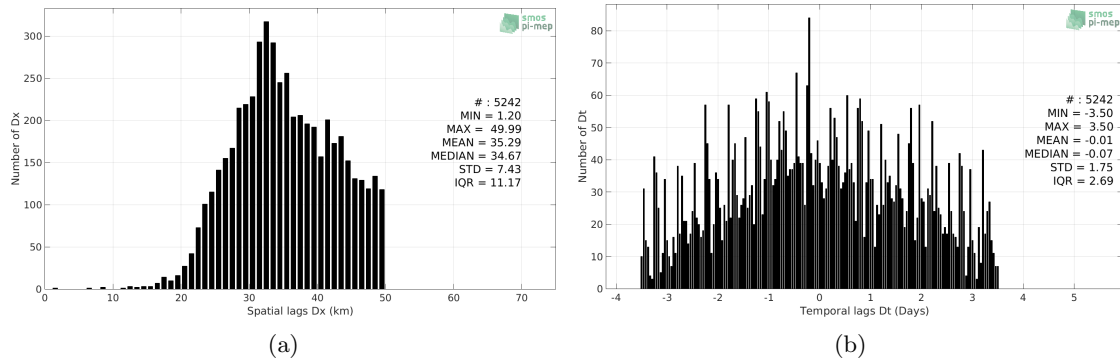 smos
pi-mep
Number of Dx
300
250
200
150
100
50
0
# : 5242
MIN = 1.20
MAX = 49.99
MEAN = 35.29
MEDIAN = 34.67
STD = 7.43
IQR = 11.17
0 10 20 30 40 50 60 70
Spatial lags Dx (km)
(a)
smos
pi-mep
Number of Dt
80
70
60
50
40
30
20
10
0
# : 5242
MIN = -3.50
MAX = 3.50
MEAN = -0.01
MEDIAN = -0.07
STD = 1.75
IQR = 2.69
-4 -3 -2 -1 0 1 2 3 4 5
Temporal lags Dt (Days)
(b)